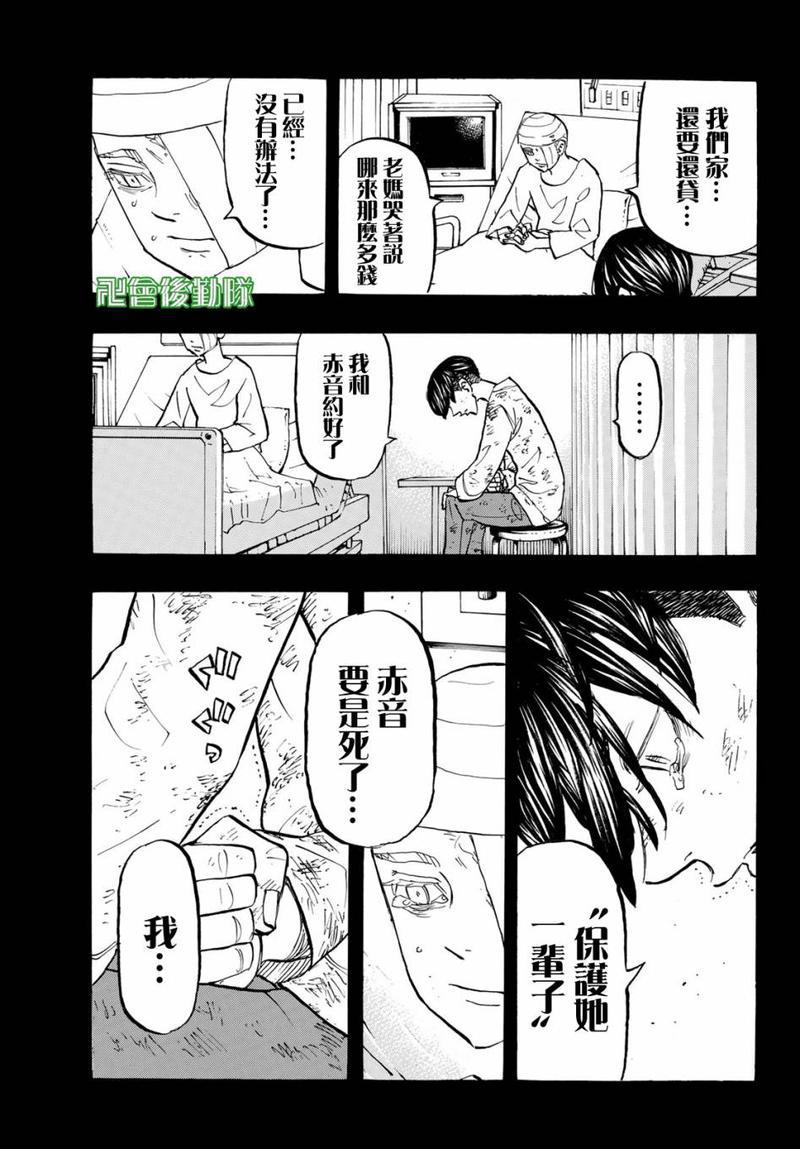 我們家…
還要還貸…
老媽哭著說
哪來那麼多錢
已經…
沒有辦法了…
卍會後勤隊
……
我和
赤音約好了
〝保護她
一輩子〞
赤音
要是死了…
我…